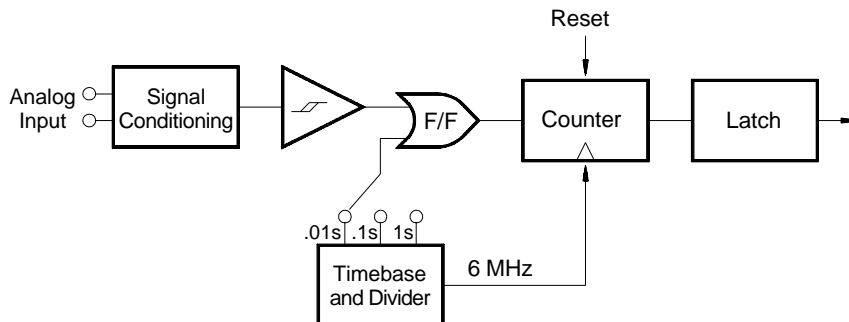 Reset
Analog
Input
Signal
Conditioning
F/F
Counter
Latch
.01s .1s 1s
Timebase
and Divider
6 MHz